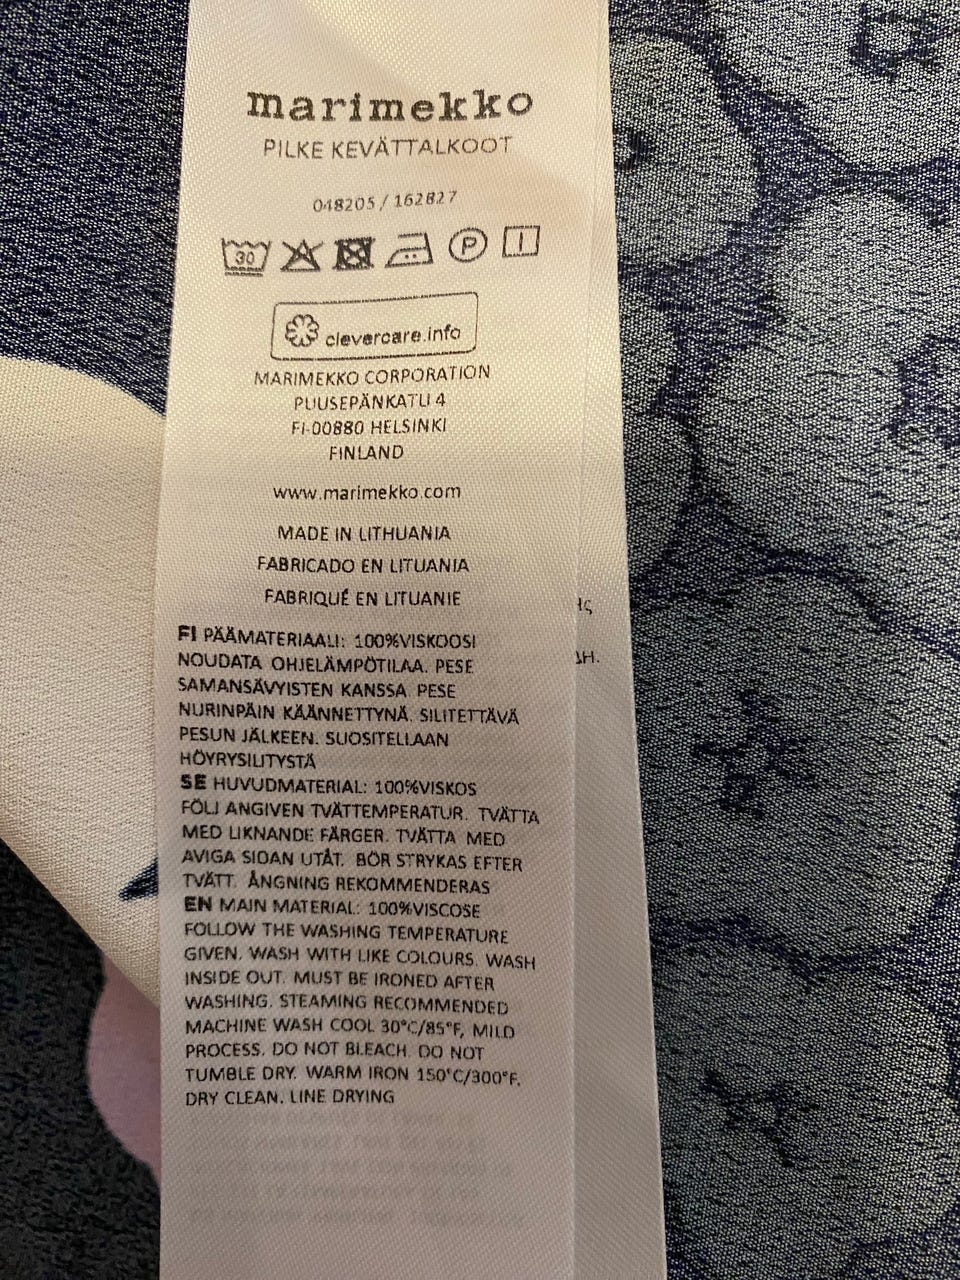 marimekko
PILKE KEVÄTTALKOOT
048205 / 162827
30 P
clevercare.info
MARIMEKKO CORPORATION
PUUSEPÄNKATU 4
FI-00880 HELSINKI
FINLAND
www.marimekko.com
MADE IN LITHUANIA
FABRICADO EN LITUANIA
FABRIQUÉ EN LITUANIE
FI PÄÄMATERIAALI: 100%VISKOOSI
NOUDATA OHJELÄMPÖTILAA. PESE
SAMANSÄVYISTEN KANSSA. PESE
NURINPÄIN KÄÄNNETTYNÄ. SILITETTÄVÄ
PESUN JÄLKEEN. SUOSITELLAAN
HÖYRYSILITYSTÄ
SE HUVUDMATERIAL: 100%VISKOS
FÖLJ ANGIVEN TVÄTTEMPERATUR. TVÄTTA
MED LIKNANDE FÄRGER. TVÄTTA MED
AVIGA SIDAN UTÅT. BÖR STRYKAS EFTER
TVÄTT. ÅNGNING REKOMMENDERAS
EN MAIN MATERIAL: 100%VISCOSE
FOLLOW THE WASHING TEMPERATURE
GIVEN. WASH WITH LIKE COLOURS. WASH
INSIDE OUT. MUST BE IRONED AFTER
WASHING. STEAMING RECOMMENDED
MACHINE WASH COOL 30°C/85°F, MILD
PROCESS. DO NOT BLEACH. DO NOT
TUMBLE DRY. WARM IRON 150°C/300°F.
DRY CLEAN. LINE DRYING